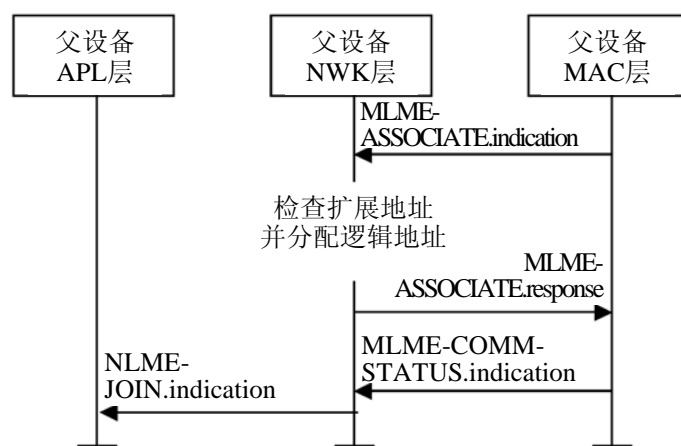 父设备
APL层
父设备
NWK层
父设备
MAC层
MLME-
ASSOCIATE.indication
检查扩展地址
并分配逻辑地址
MLME-
ASSOCIATE.response
MLME-COMM-
STATUS.indication
NLME-
JOIN.indication